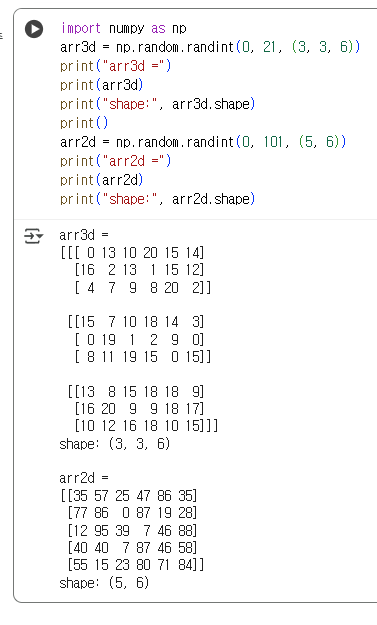 import numpy as np
arr3d = np.random.randint(0, 21, (3, 3, 6))
print("arr3d =")
print(arr3d)
print("shape:", arr3d.shape)
print()
arr2d = np.random.randint(0, 101, (5, 6))
print("arr2d =")
print(arr2d)
print("shape:", arr2d.shape)
arr3d =
[[[ 0 13 10 20 15 14]
  [16  2 13  1 15 12]
  [ 4  7  9  8 20  2]]

 [[15  7 10 18 14  3]
  [ 0 19  1  2  9  0]
  [ 8 11 19 15  0 15]]

 [[13  8 15 18 18  9]
  [16 20  9  9 18 17]
  [10 12 16 18 10 15]]]
shape: (3, 3, 6)

arr2d =
[[35 57 25 47 86 35]
 [77 86  0 87 19 28]
 [12 95 39  7 46 88]
 [40 40  7 87 46 58]
 [55 15 23 80 71 84]]
shape: (5, 6)